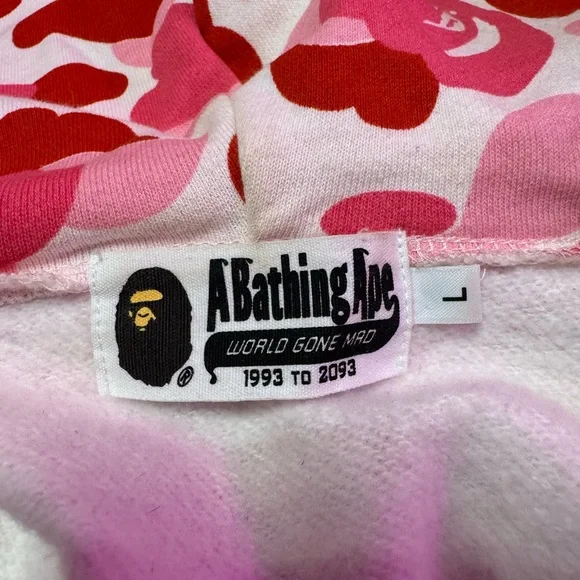 A Bathing Ape
WORLD GONE MAD
1993 TO 2093
®
L